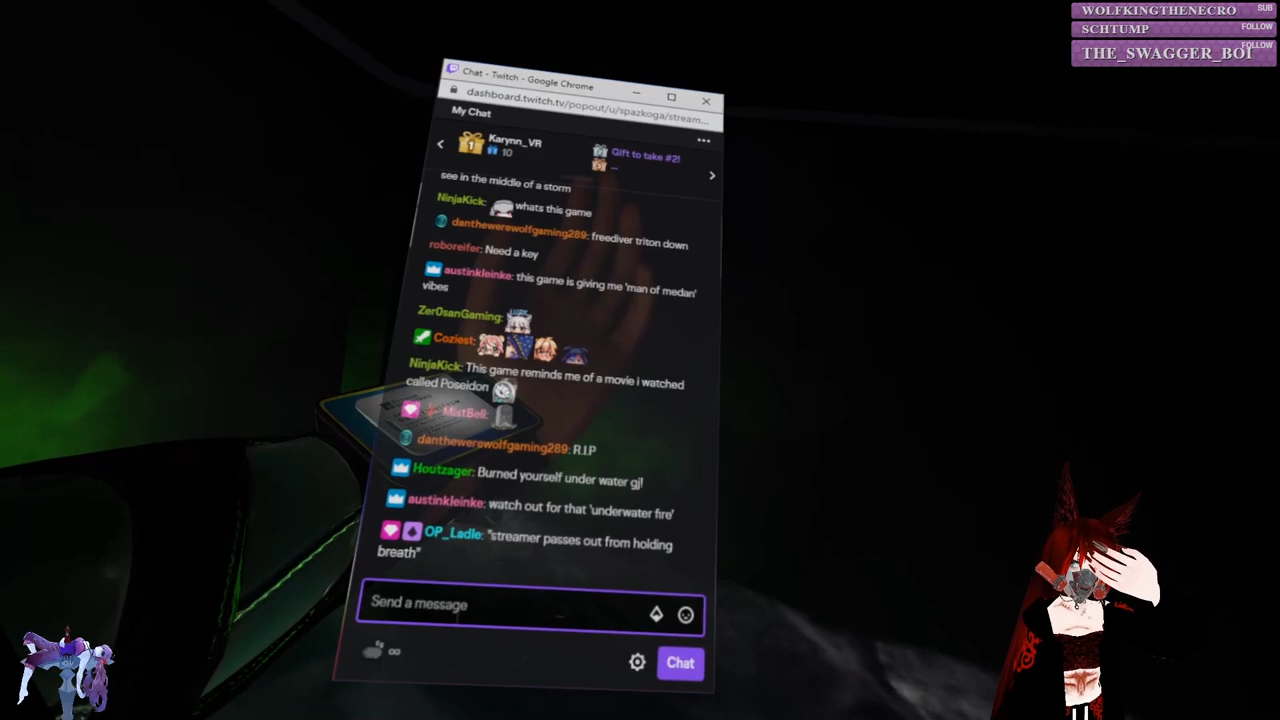 WOLFKINGTHENECRO SUB
SCHTUMP FOLLOW
THE_SWAGGER_BOI FOLLOW
Chat - Twitch - Google Chrome
dashboard.twitch.tv/popout/u/spazkoga/stream...
My Chat
Karynn_VR
10
Gift to take #2!
see in the middle of a storm
NinjaKick: whats this game
danthewerewolfgaming289: freediver triton down
roboreifer: Need a key
austinkleinke: this game is giving me 'man of medan'
vibes
Zer0sanGaming:
Coziest:
NinjaKick: This game reminds me of a movie i watched
called Poseidon
MistBell:
danthewerewolfgaming289: R.I.P
Houtzager: Burned yourself under water gj!
austinkleinke: watch out for that 'underwater fire'
OP_Ladle: "streamer passes out from holding
breath"
Send a message
Chat